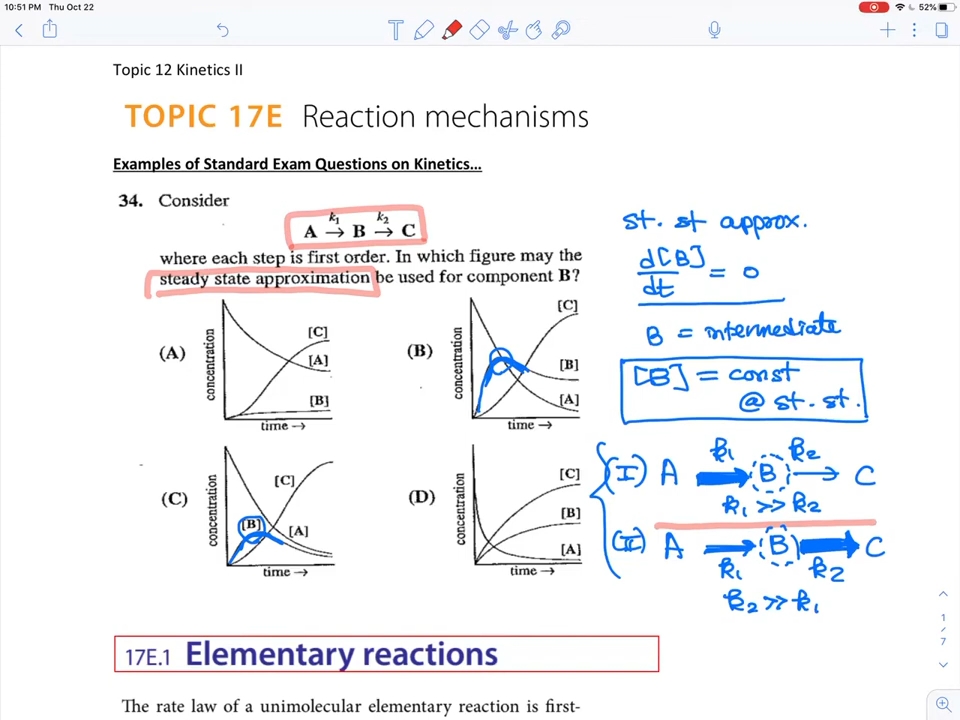 10:51 PM Thu Oct 22
52%
Topic 12 Kinetics II
TOPIC 17E Reaction mechanisms
Examples of Standard Exam Questions on Kinetics...
34. Consider
k₁ k₂
A → B → C
where each step is first order. In which figure may the
steady state approximation be used for component B?
(A)
concentration
[C]
[A]
[B]
time →
(B)
concentration
[C]
[B]
[A]
time →
(C)
concentration
[C]
[B]
[A]
time →
(D)
concentration
[C]
[B]
[A]
time →
st. st approx.
d[B]
dt = 0
B = intermediate
[B] = const
@ st. st.
k₁ k₂
(I) A → B → C
k₁ >> k₂
(II) A → B → C
k₁ k₂
k₂ >> k₁
17E.1 Elementary reactions
The rate law of a unimolecular elementary reaction is first-
1
/
7